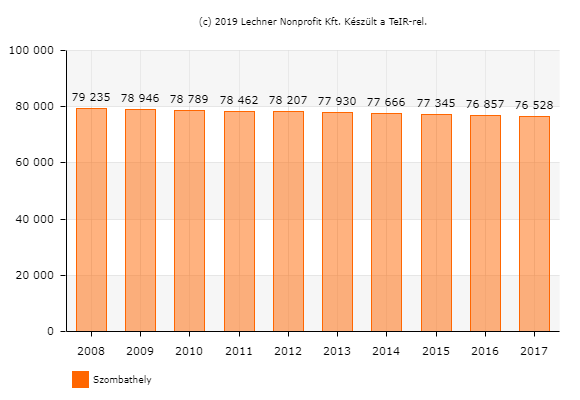 (c) 2019 Lechner Nonprofit Kft. Készült a TeIR-rel.
100 000
79 235 78 946 78 789 78 462 78 207 77 930 77 666 77 345 76 857 76 528
80 000
60 000
40 000
20 000
0
2008 2009 2010 2011 2012 2013 2014 2015 2016 2017
Szombathely